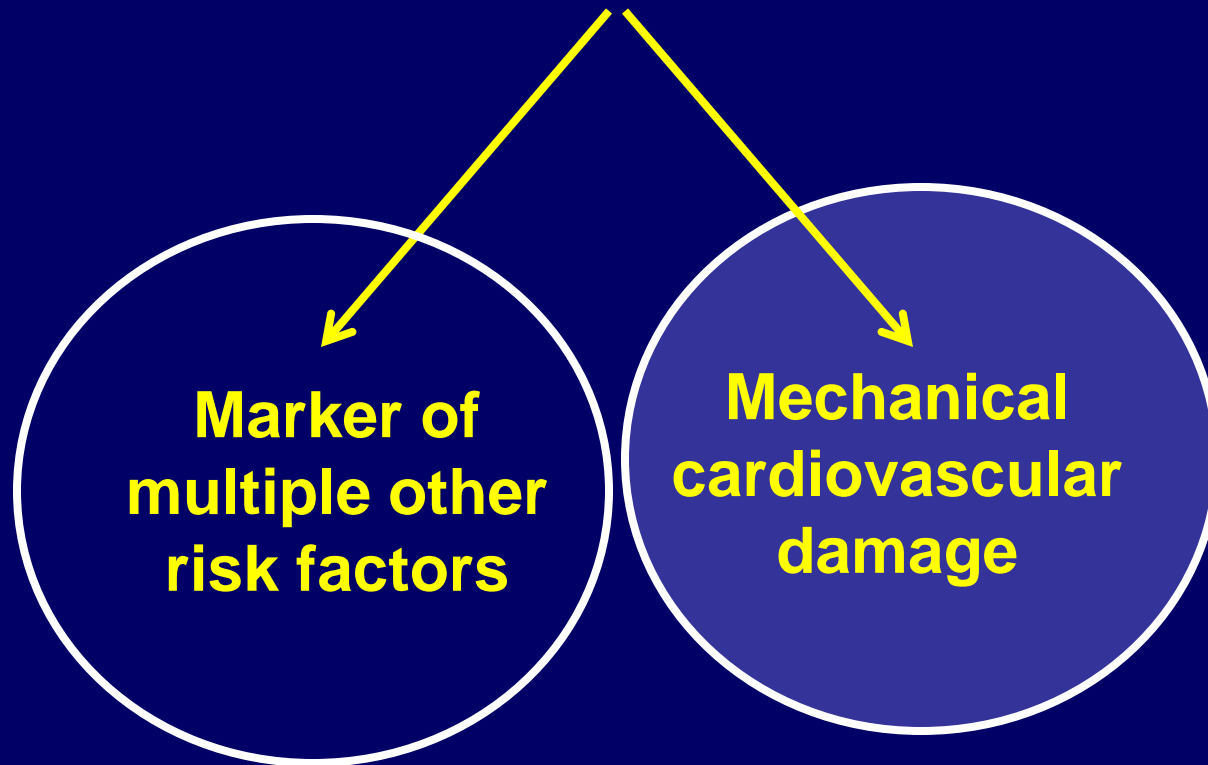 Marker of
multiple other
risk factors
Mechanical
cardiovascular
damage